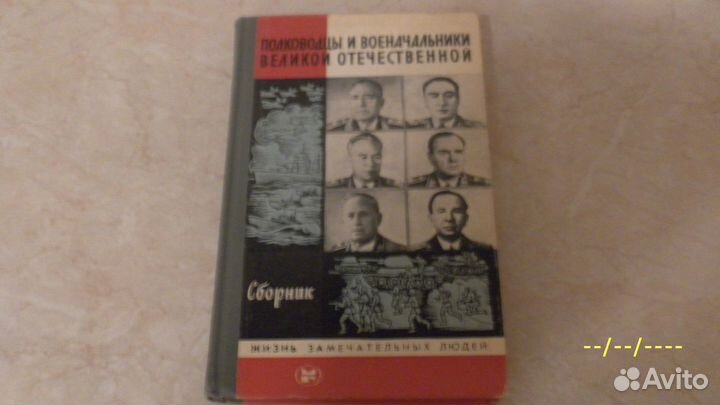 ПОЛКОВОДЦЫ И ВОЕНАЧАЛЬНИКИ
ВЕЛИКОЙ ОТЕЧЕСТВЕННОЙ
Сборник
ЖИЗНЬ ЗАМЕЧАТЕЛЬНЫХ ЛЮДЕЙ
--/--/----
Avito